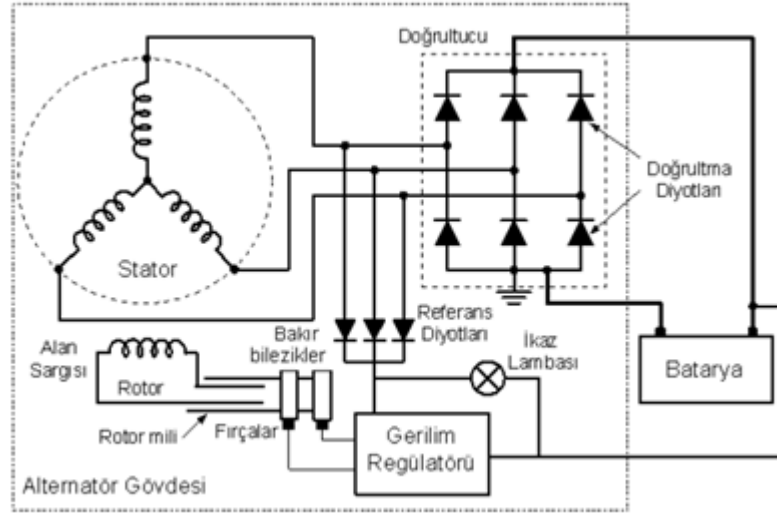 Doğrultucu
Doğrultma
Diyotları
Stator
Referans
Diyotları
Bakır
bilezikler
İkaz
Lambası
Alan
Sargısı
Rotor
Batarya
Rotor mili
Fırçalar
Gerilim
Regülatörü
Alternatör Gövdesi